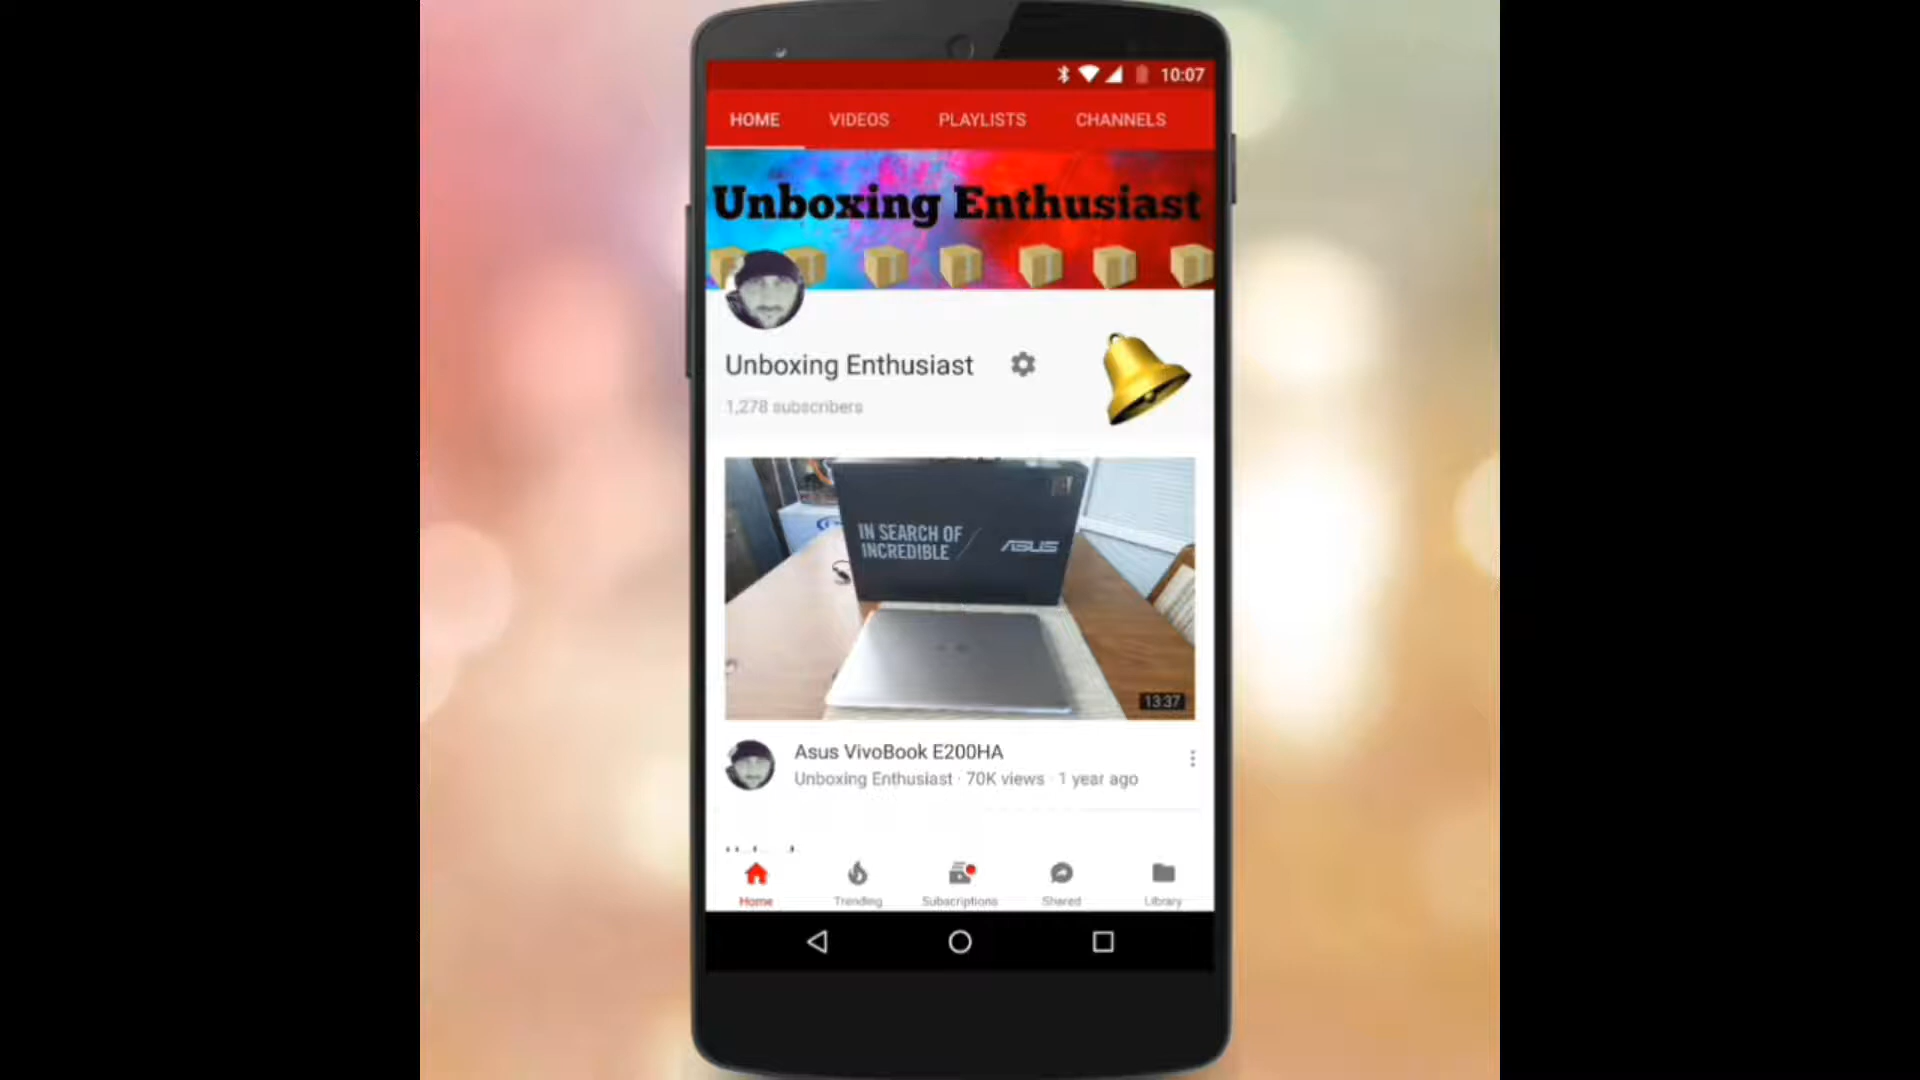 10:07
HOME VIDEOS PLAYLISTS CHANNELS
Unboxing Enthusiast
Unboxing Enthusiast
1,278 subscribers
IN SEARCH OF
INCREDIBLE
ASUS
13:37
Asus VivoBook E200HA
Unboxing Enthusiast · 70K views · 1 year ago
Home Trending Subscriptions Shared Library